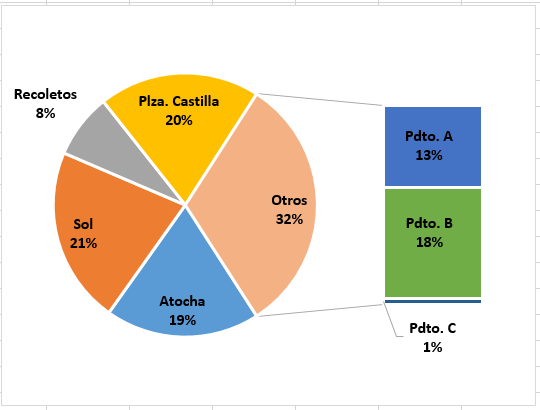 Recoletos
8%
Plza. Castilla
20%
Otros
32%
Sol
21%
Atocha
19%
Pdto. A
13%
Pdto. B
18%
Pdto. C
1%